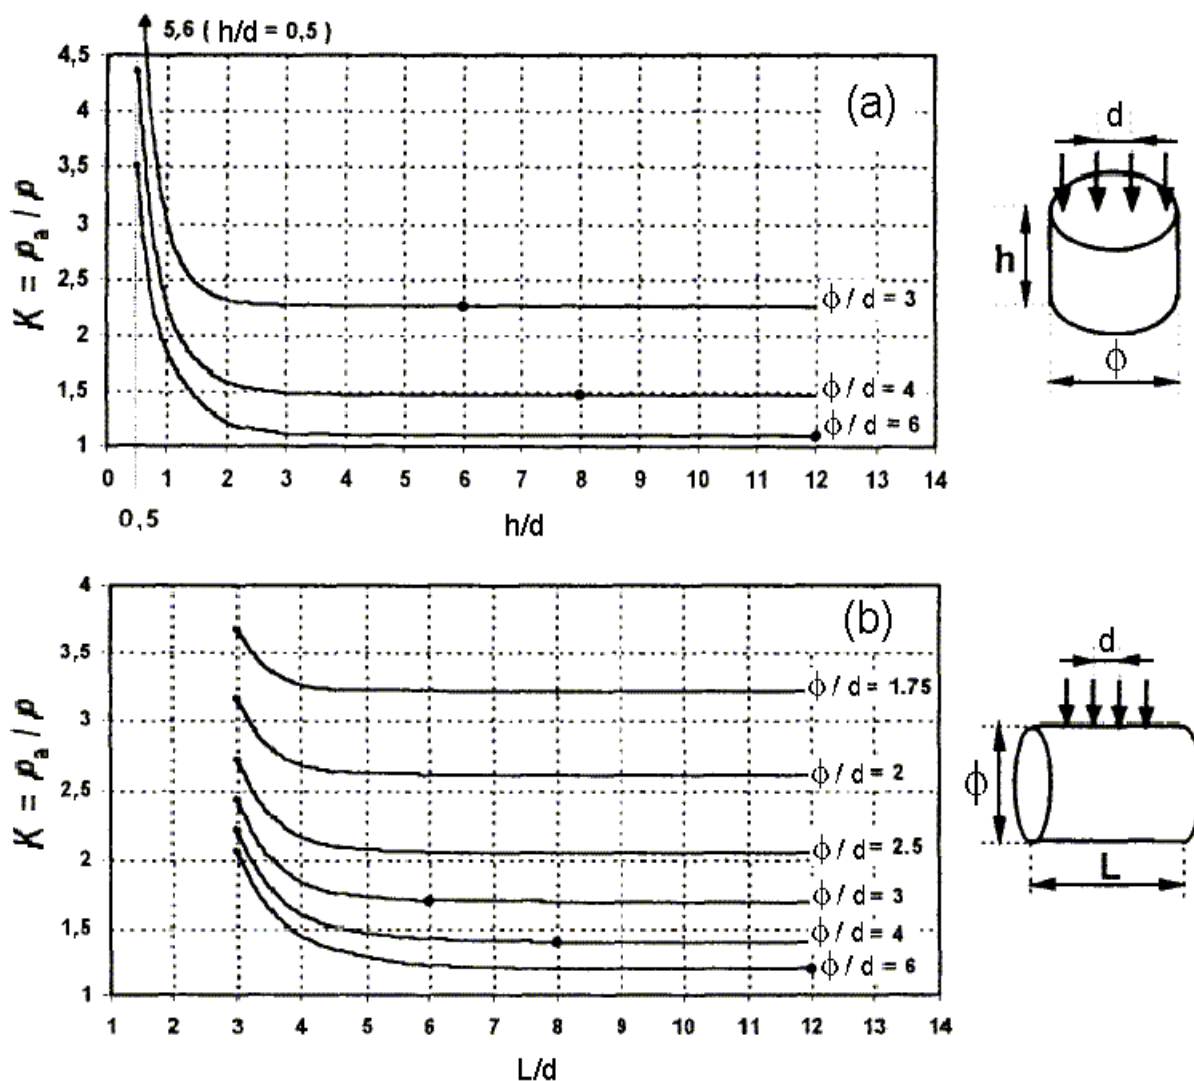 5,6 ( h/d = 0,5 )
4,5
4
3,5
3
2,5
2
1,5
1
K = pa / p
(a)
ϕ / d = 3
ϕ / d = 4
ϕ / d = 6
0 1 2 3 4 5 6 7 8 9 10 11 12 13 14
0,5
h/d
d
h
ϕ
4
3,5
3
2,5
2
1,5
1
K = pa / p
(b)
ϕ / d = 1.75
ϕ / d = 2
ϕ / d = 2.5
ϕ / d = 3
ϕ / d = 4
ϕ / d = 6
1 2 3 4 5 6 7 8 9 10 11 12 13 14
L/d
d
ϕ
L